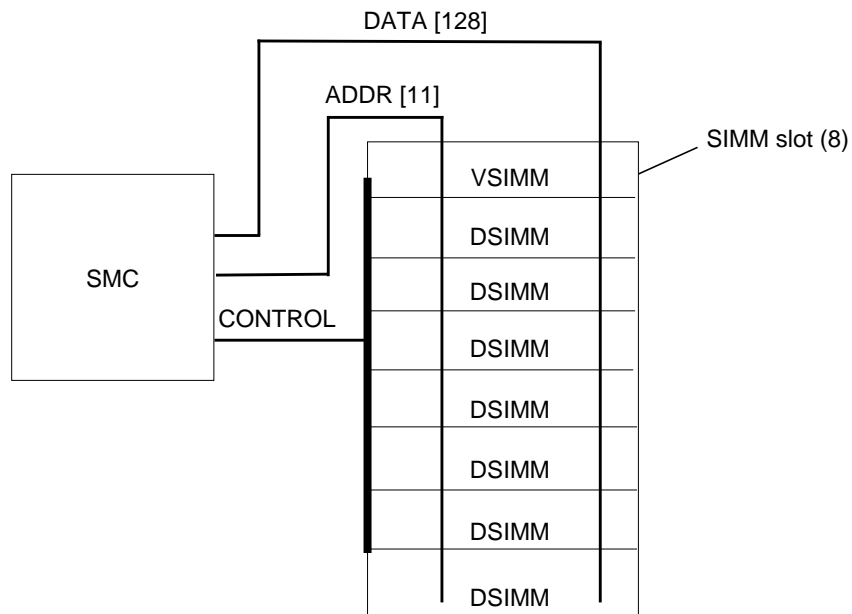 DATA [128]
ADDR [11]
SIMM slot (8)
VSIMM
DSIMM
SMC
DSIMM
CONTROL
DSIMM
DSIMM
DSIMM
DSIMM
DSIMM